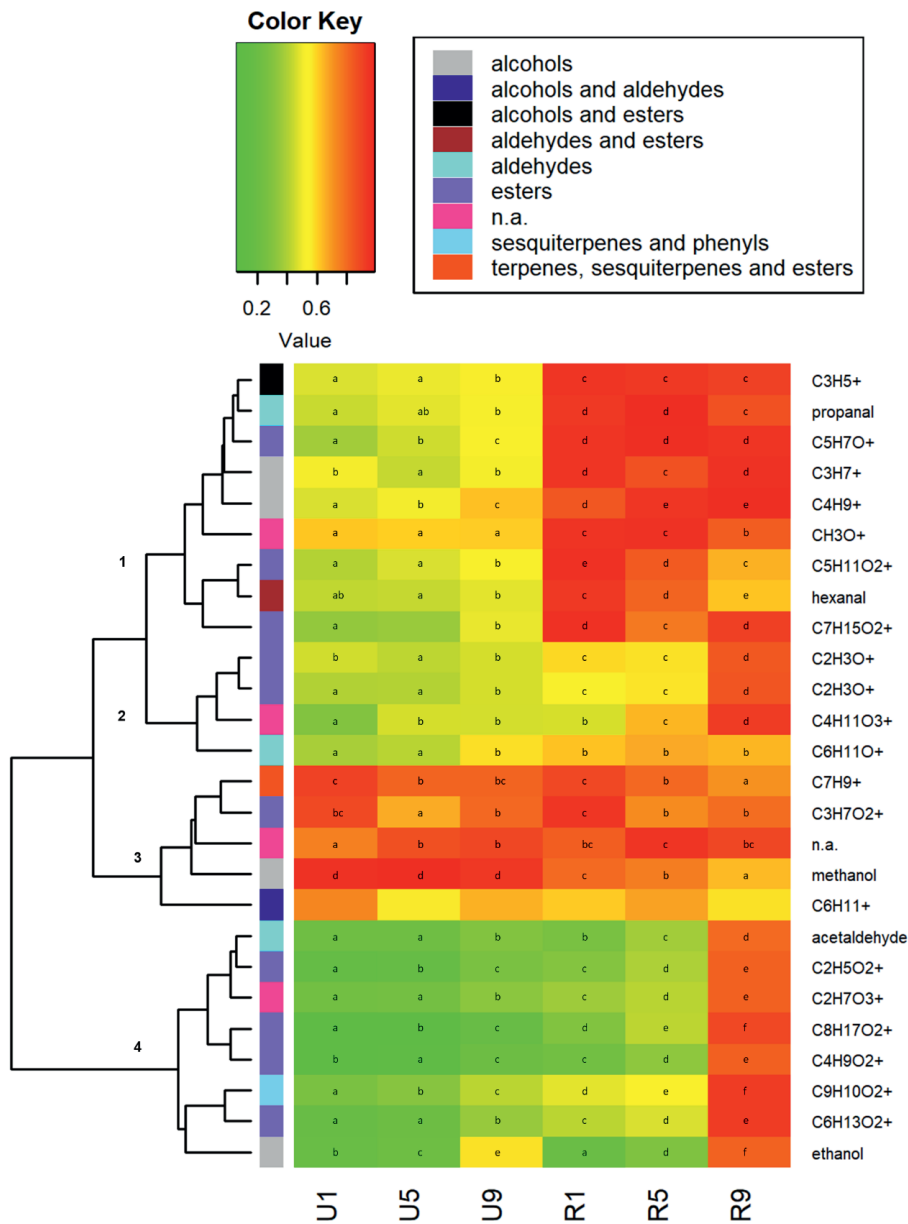 Color Key
0.2 0.6
Value
alcohols
alcohols and aldehydes
alcohols and esters
aldehydes and esters
aldehydes
esters
n.a.
sesquiterpenes and phenyls
terpenes, sesquiterpenes and esters
a a b c c c C3H5+
a ab b d d c propanal
a b c d d d C5H7O+
b a b d c d C3H7+
a b c d e e C4H9+
a a a c c b CH3O+
1
a a b e d c C5H11O2+
ab a b c d e hexanal
a b d c d C7H15O2+
b a b c c d C2H3O+
a a b c c d C2H3O+
2
a b b b c d C4H11O3+
a a b b b b C6H11O+
c b bc c b a C7H9+
bc a b c b b C3H7O2+
a b b bc c bc n.a.
3
d d d c b a methanol
C6H11+
a a b b c d acetaldehyde
a b c c d e C2H5O2+
a a b c d e C2H7O3+
a b c d e f C8H17O2+
4
b a c c d e C4H9O2+
a b c d e f C9H10O2+
a a b c d e C6H13O2+
b c e a d f ethanol
U1 U5 U9 R1 R5 R9